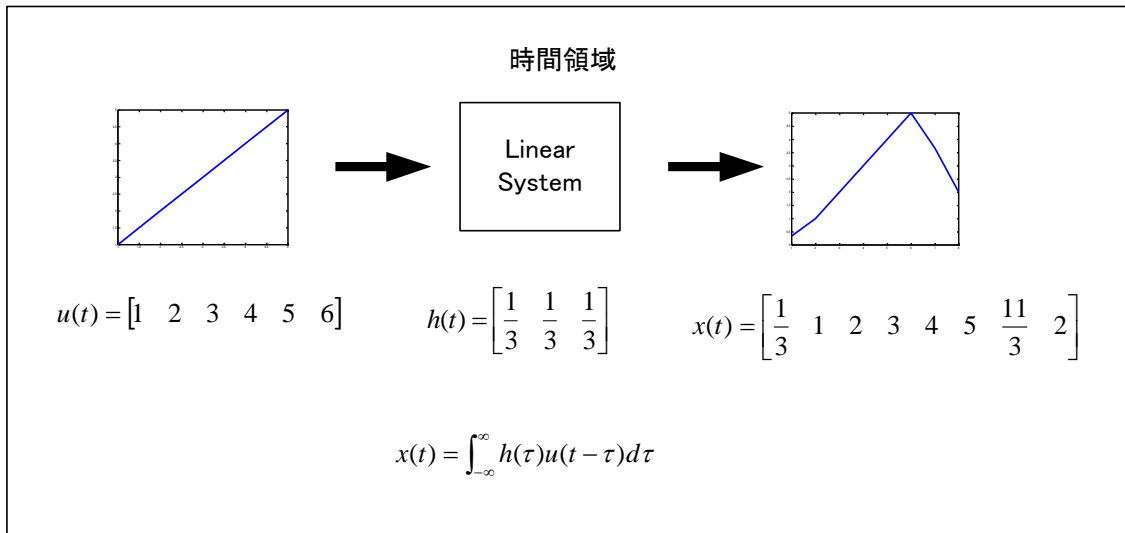 時間領域
Linear
System
u(t) = [1 2 3 4 5 6]
h(t) = [1/3 1/3 1/3]
x(t) = [1/3 1 2 3 4 5 11/3 2]
x(t) = ∫_{-∞}^{∞} h(τ)u(t − τ)dτ